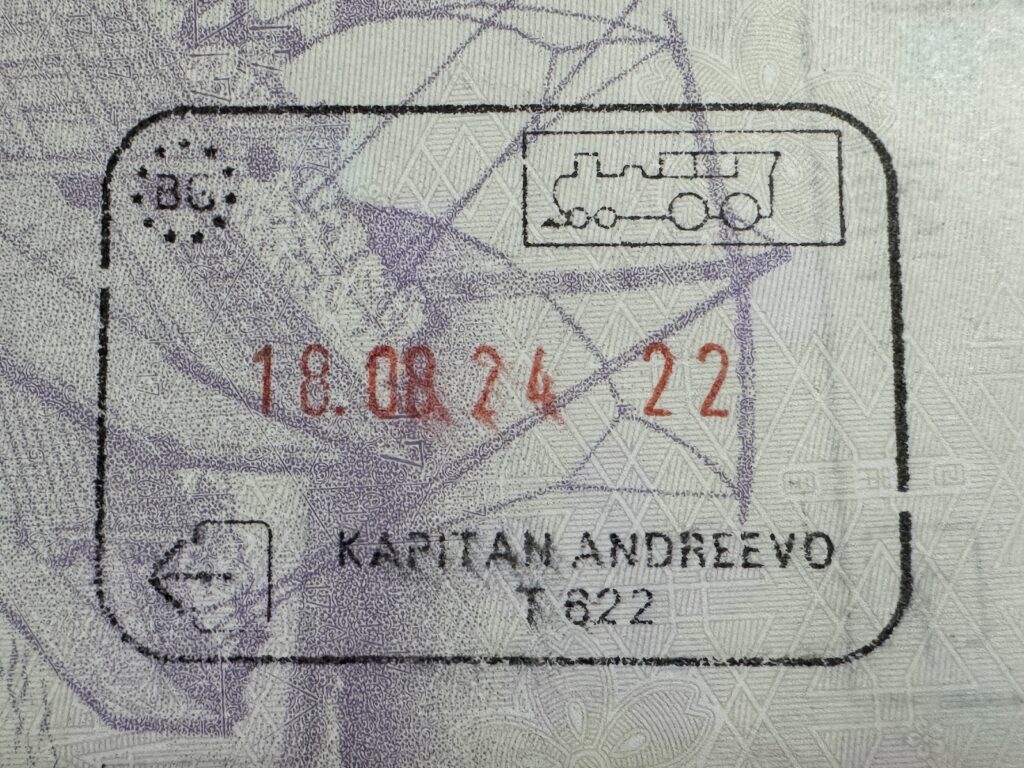 BG
18.08.24 22
KAPITAN ANDREEVO
T 622